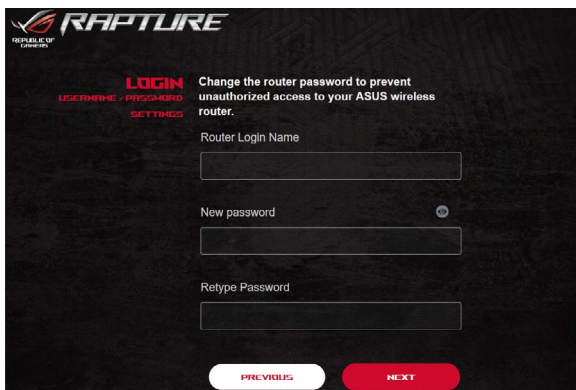 REPUBLIC OF
GAMERS
RAPTURE
LOGIN
USERNAME / PASSWORD
SETTINGS
Change the router password to prevent
unauthorized access to your ASUS wireless
router.
Router Login Name
New password
Retype Password
PREVIOUS
NEXT